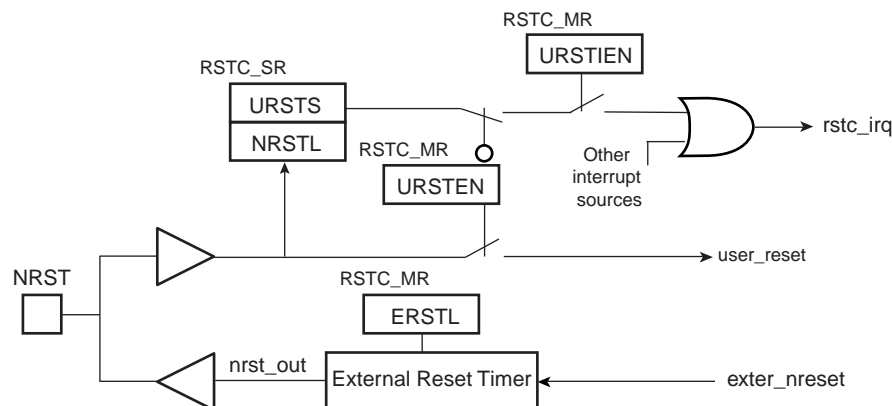 RSTC_MR
URSTIEN
RSTC_SR
URSTS
NRSTL
RSTC_MR
URSTEN
rstc_irq
Other
interrupt
sources
user_reset
NRST
RSTC_MR
ERSTL
nrst_out
External Reset Timer
exter_nreset